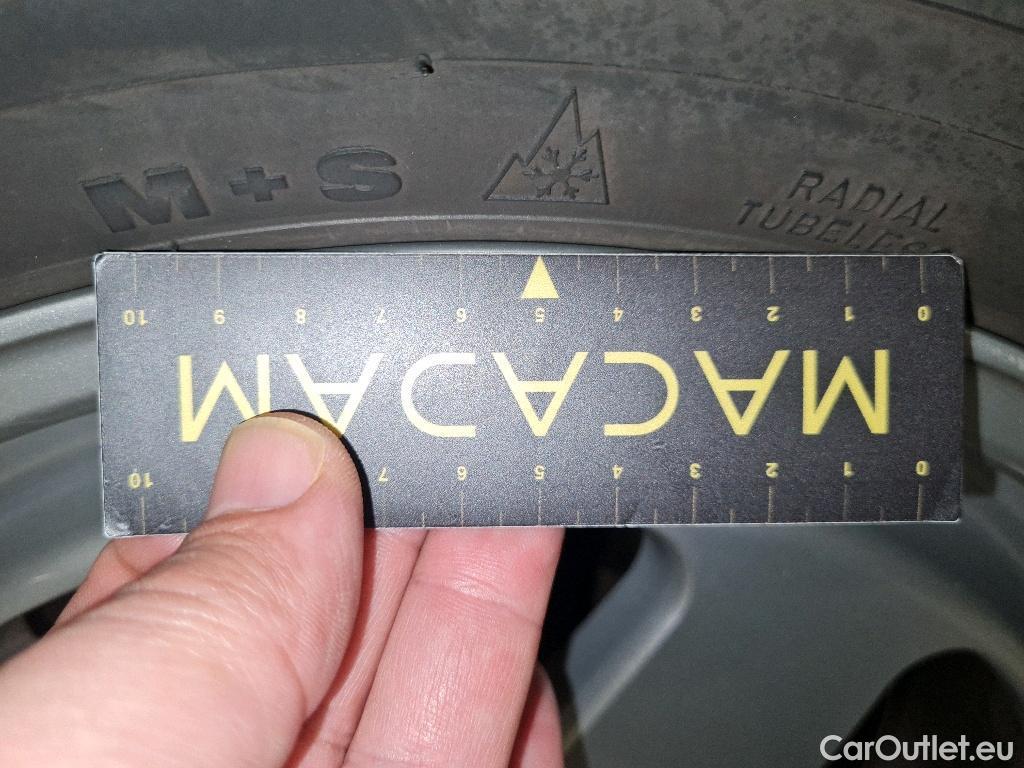 M+S
RADIAL
TUBELESS
10 9 8 7 6 5 4 3 2 1 0
MACADAM
10 7 6 5 4 3 2 1 0
CarOutlet.eu